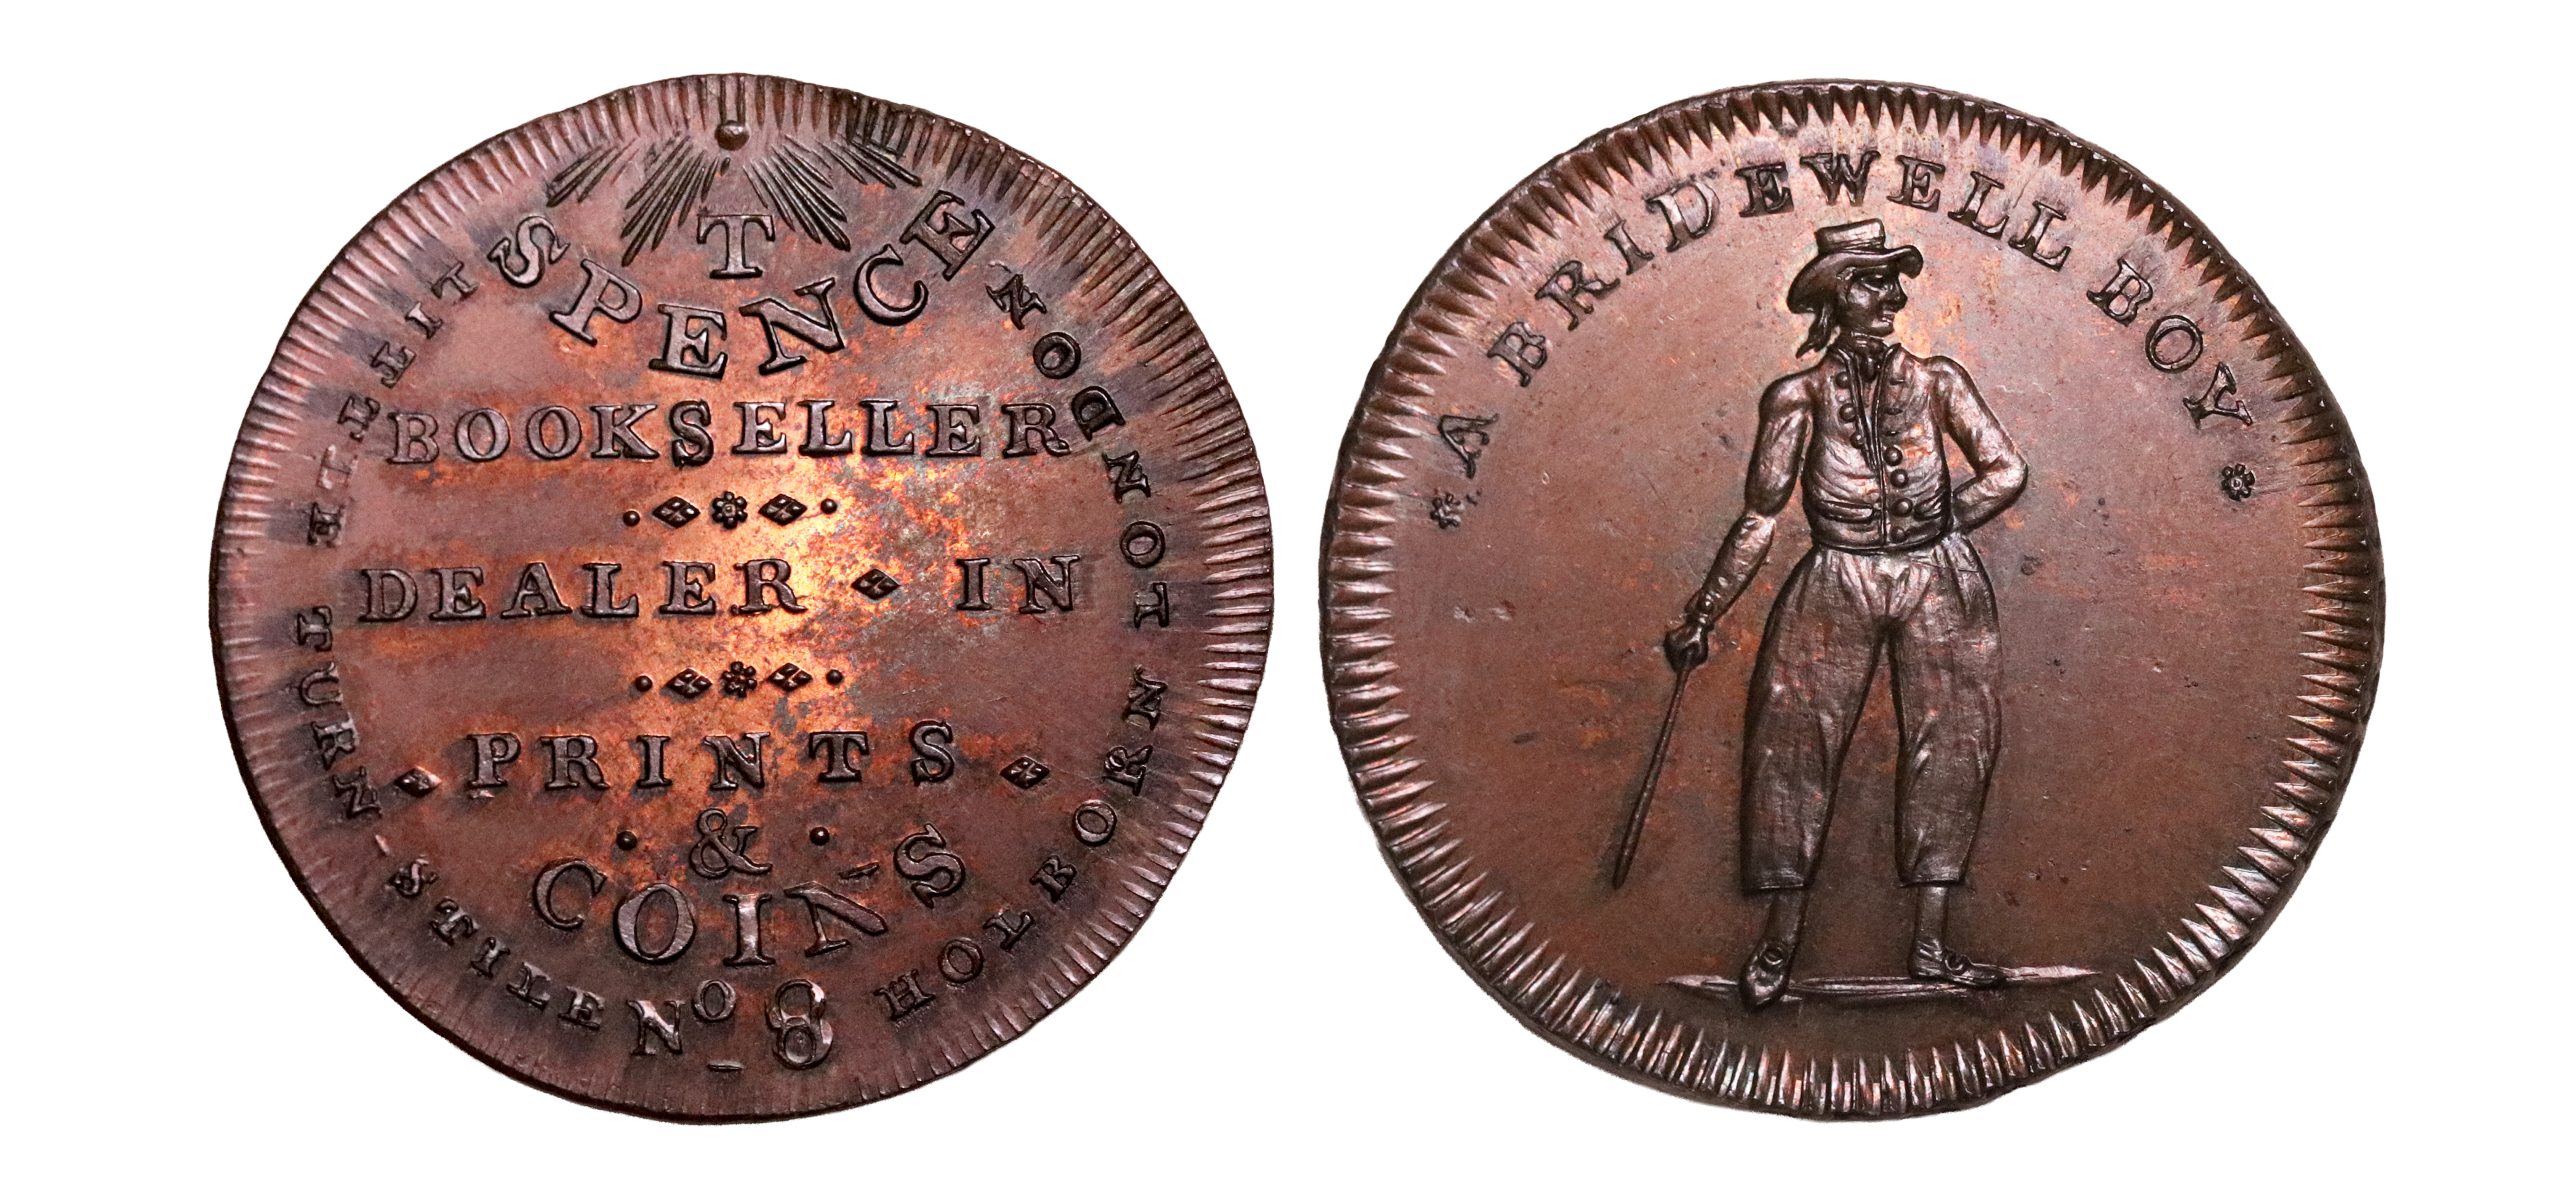 T
SPENCE
BOOKSELLER
DEALER IN
PRINTS
&
COINS
LITTLE TURN-STILE No 8 HOLBORN LONDON
A BRIDEWELL BOY